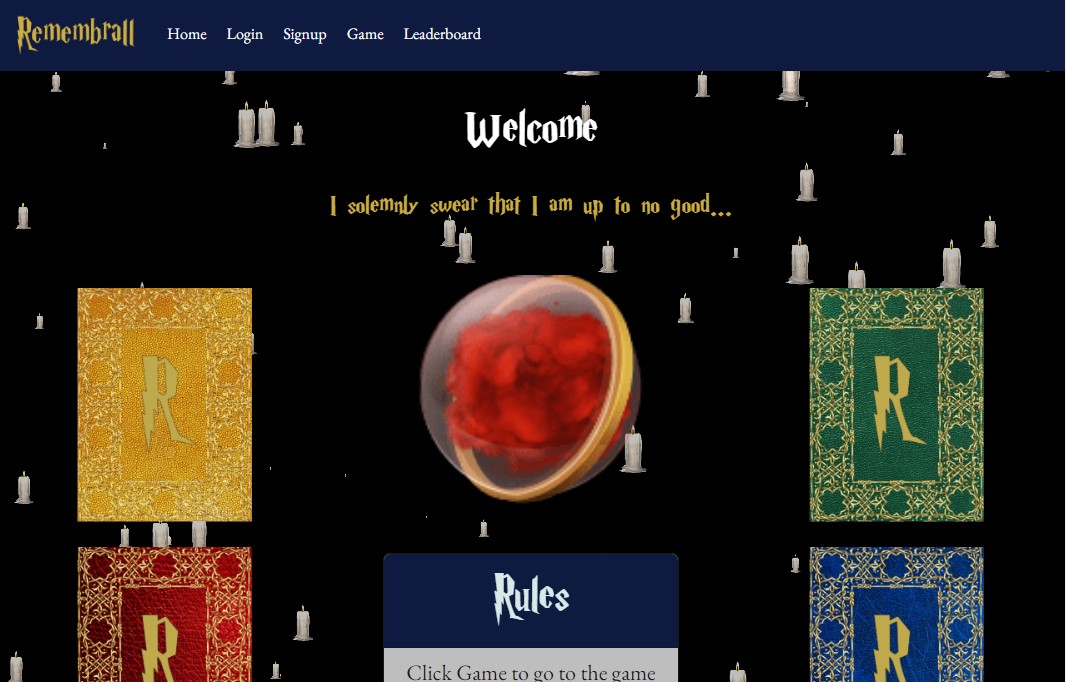 Remembrall
Home Login Signup Game Leaderboard
Welcome
I solemnly swear that I am up to no good...
R
R
Rules
R
R
Click Game to go to the game